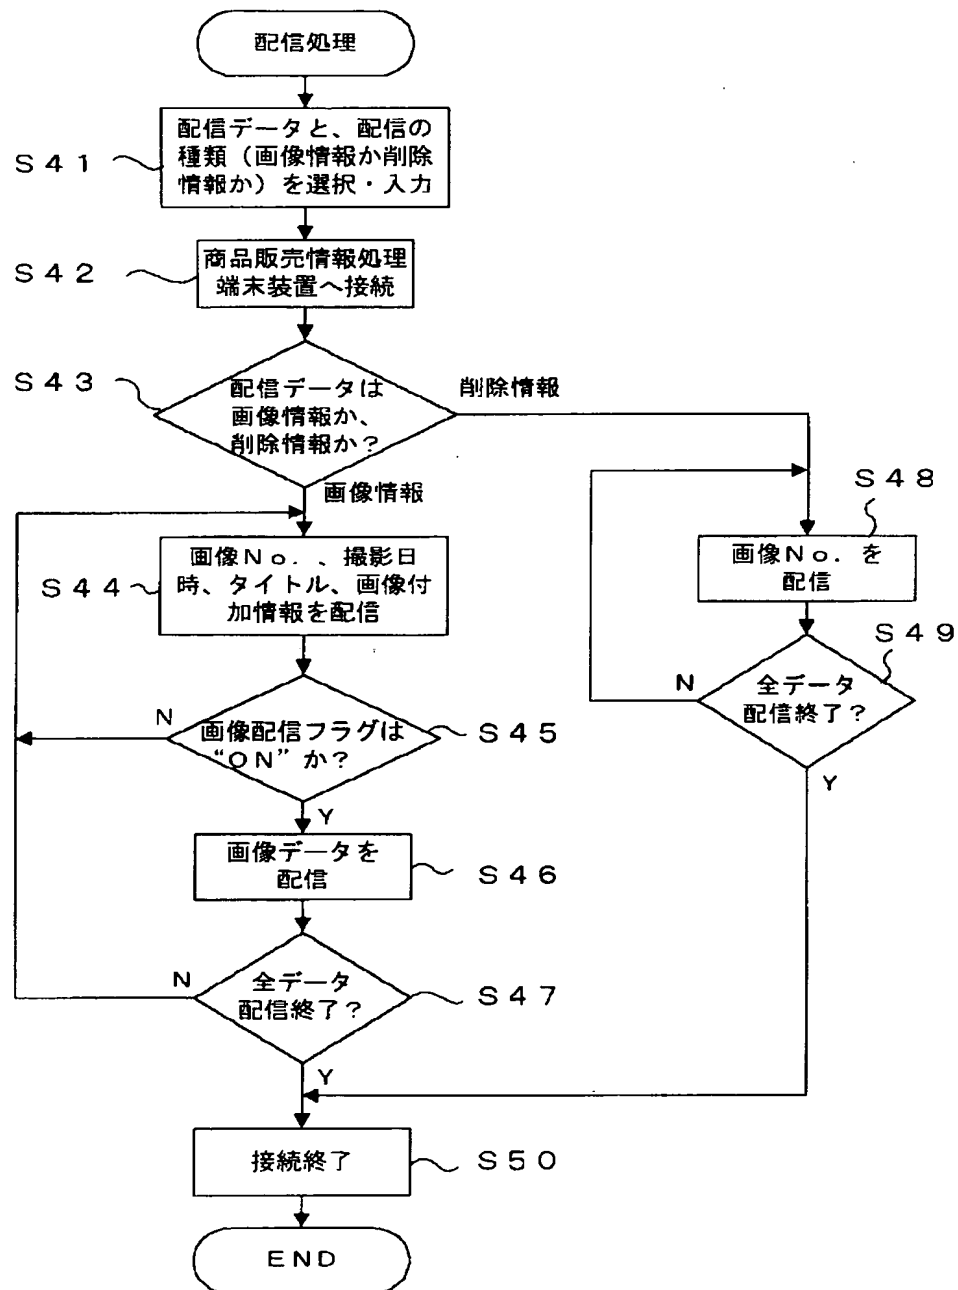 配信処理
S41
配信データと、配信の
種類（画像情報か削除
情報か）を選択・入力
S42
商品販売情報処理
端末装置へ接続
S43
配信データは
画像情報か、
削除情報か？
削除情報
画像情報
S44
画像No.、撮影日
時、タイトル、画像付
加情報を配信
S48
画像No.を
配信
S49
全データ
配信終了？
N
Y
N
画像配信フラグは
“ON”か？
S45
Y
画像データを
配信
S46
N
全データ
配信終了？
S47
Y
接続終了
S50
END